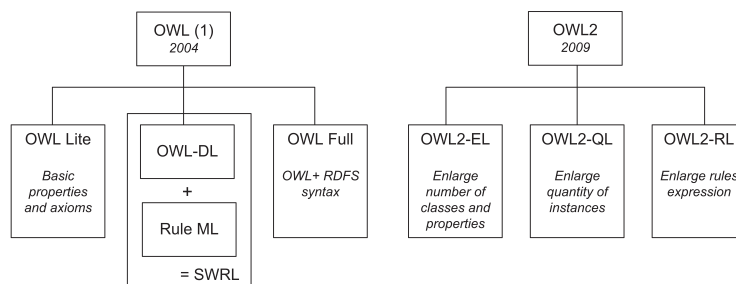 OWL (1)
2004
OWL2
2009
OWL Lite
Basic
properties
and axioms
OWL-DL
+
Rule ML
= SWRL
OWL Full
OWL+ RDFS
syntax
OWL2-EL
Enlarge
number of
classes and
properties
OWL2-QL
Enlarge
quantity of
instances
OWL2-RL
Enlarge rules
expression